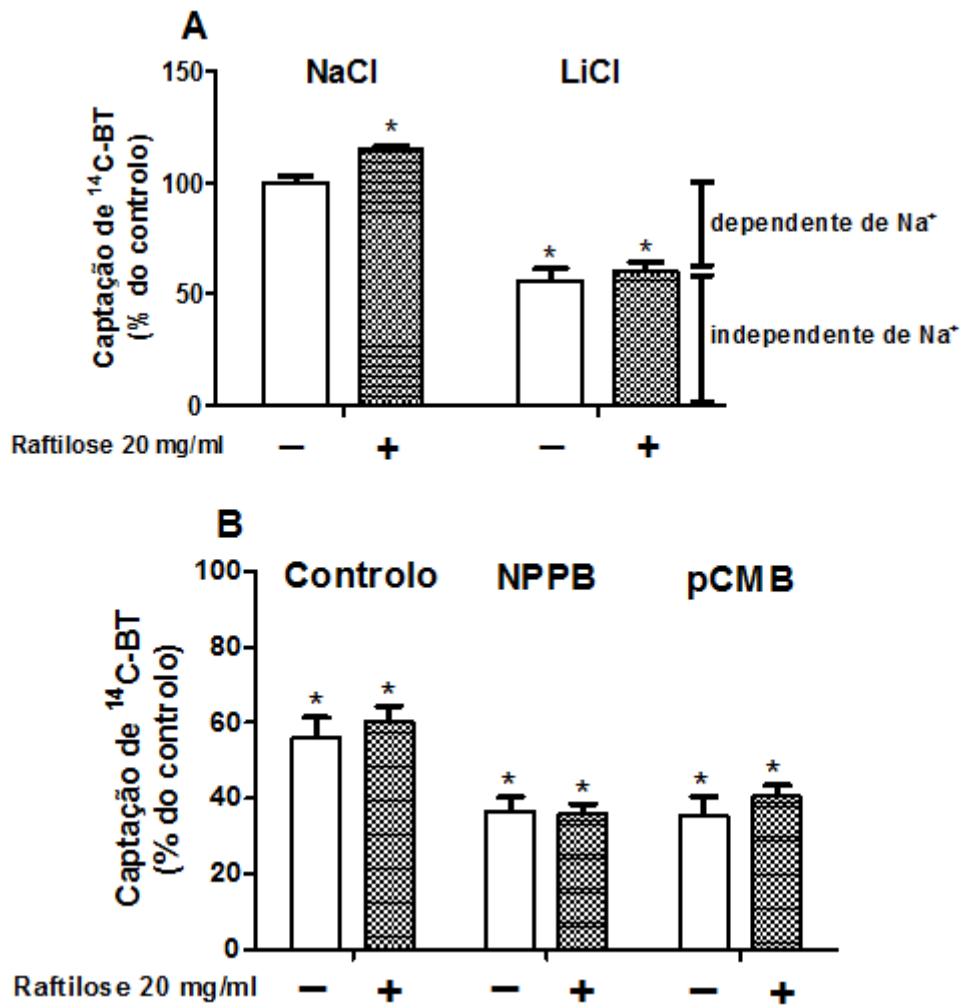 A
NaCl LiCl
Captação de ¹⁴C-BT
(% do controlo)
150
100
50
0
* * *
dependente de Na⁺
independente de Na⁺
Raftilose 20 mg/ml − + − +
B
Controlo NPPB pCMB
Captação de ¹⁴C-BT
(% do controlo)
100
80
60
40
20
0
* * * * * *
Raftilose 20 mg/ml − + − + − +